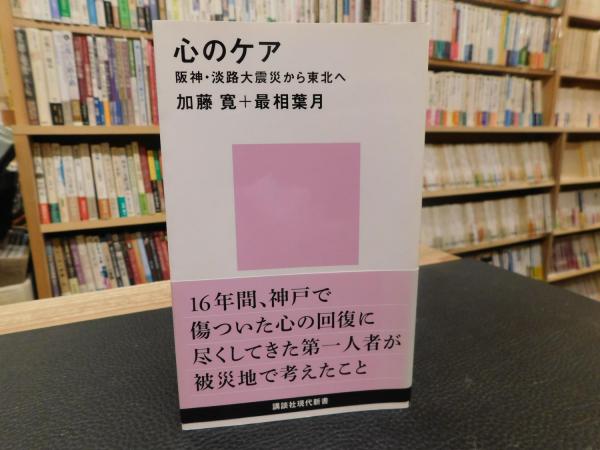 心のケア
阪神・淡路大震災から東北へ
加藤 寛＋最相葉月
16年間、神戸で
傷ついた心の回復に
尽くしてきた第一人者が
被災地で考えたこと
講談社現代新書